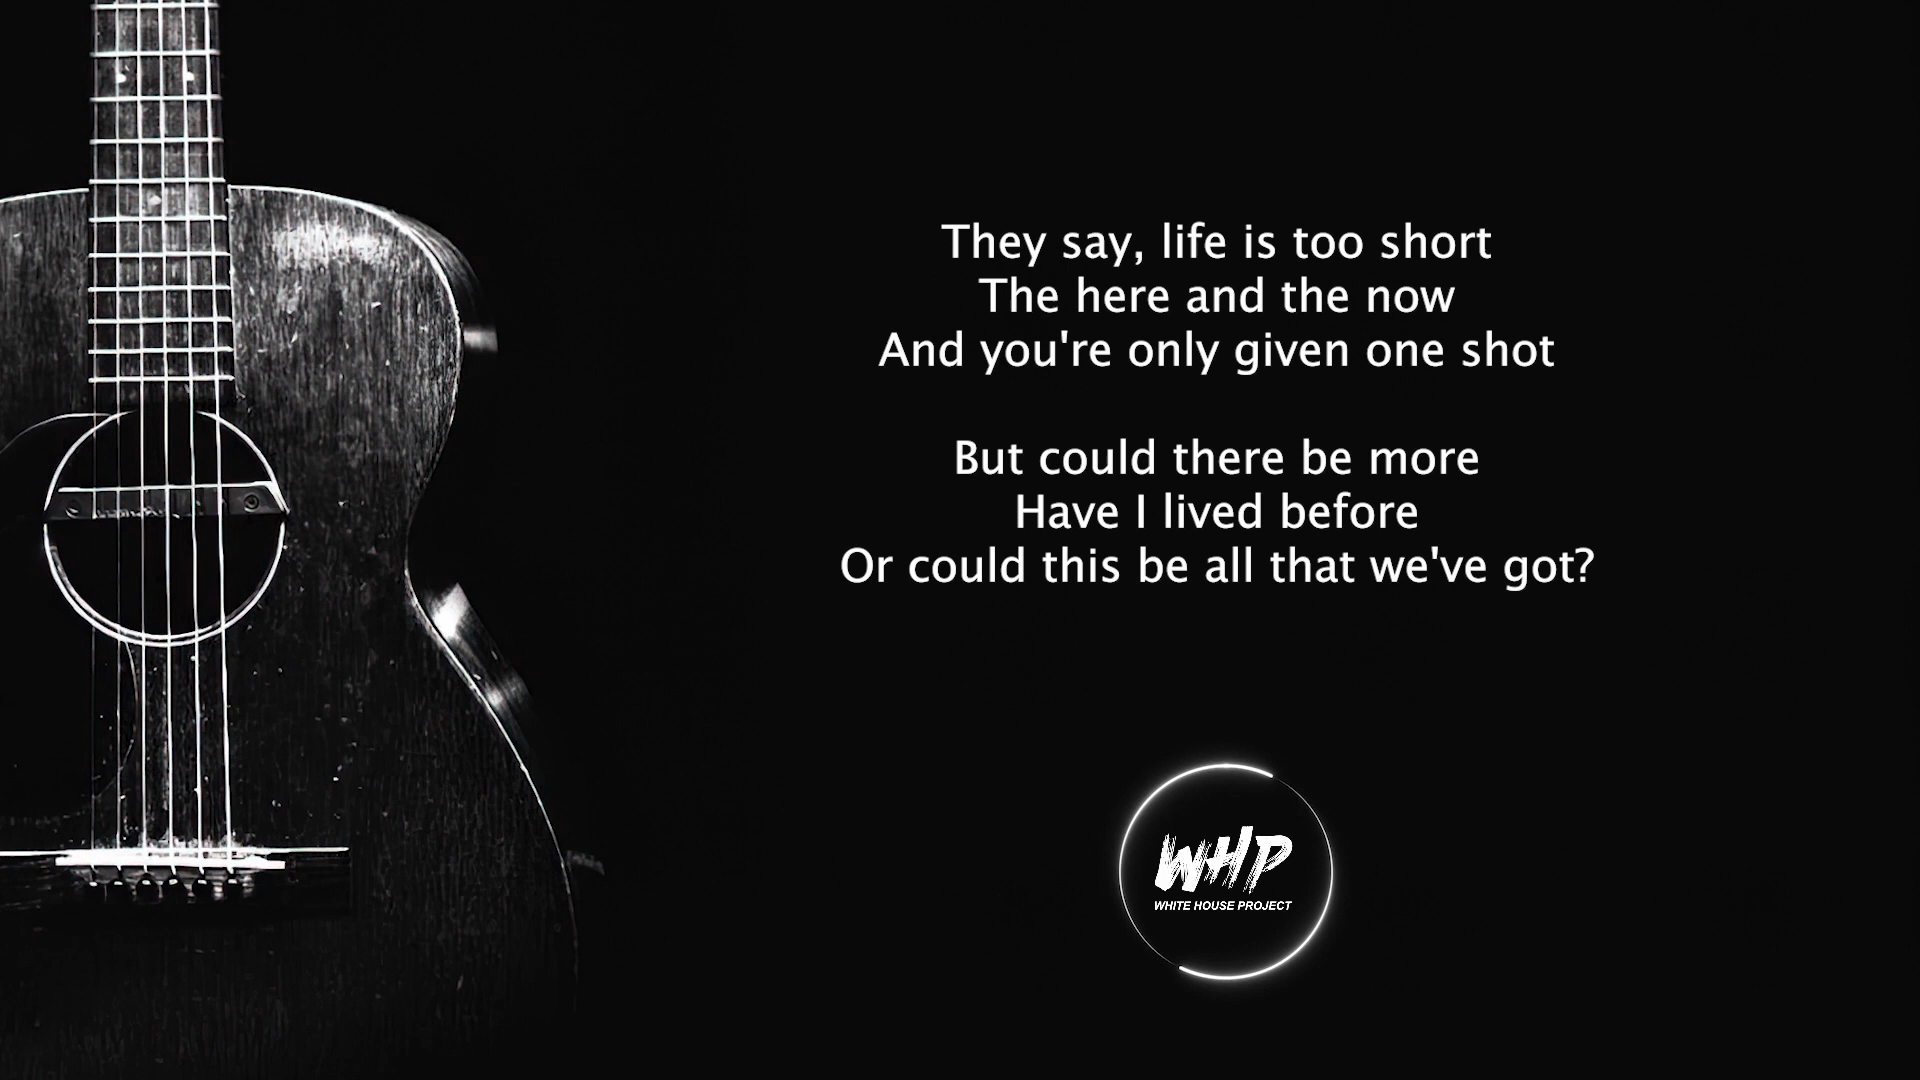 They say, life is too short
The here and the now
And you're only given one shot
But could there be more
Have I lived before
Or could this be all that we've got?
WHP
WHITE HOUSE PROJECT